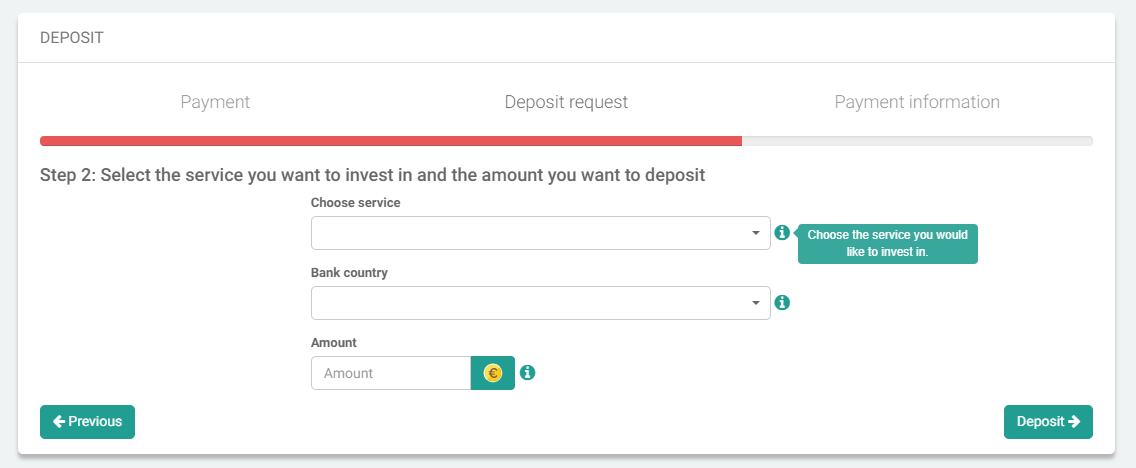 DEPOSIT
Payment
Deposit request
Payment information
Step 2: Select the service you want to invest in and the amount you want to deposit
Choose service
Choose the service you would
like to invest in.
Bank country
Amount
Amount
€
Previous
Deposit